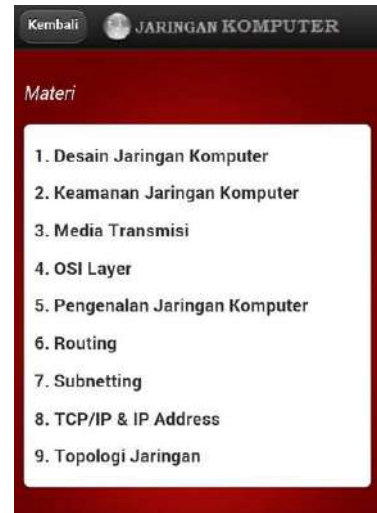 Kembali
JARINGAN KOMPUTER
Materi
1. Desain Jaringan Komputer
2. Keamanan Jaringan Komputer
3. Media Transmisi
4. OSI Layer
5. Pengenalan Jaringan Komputer
6. Routing
7. Subnetting
8. TCP/IP & IP Address
9. Topologi Jaringan